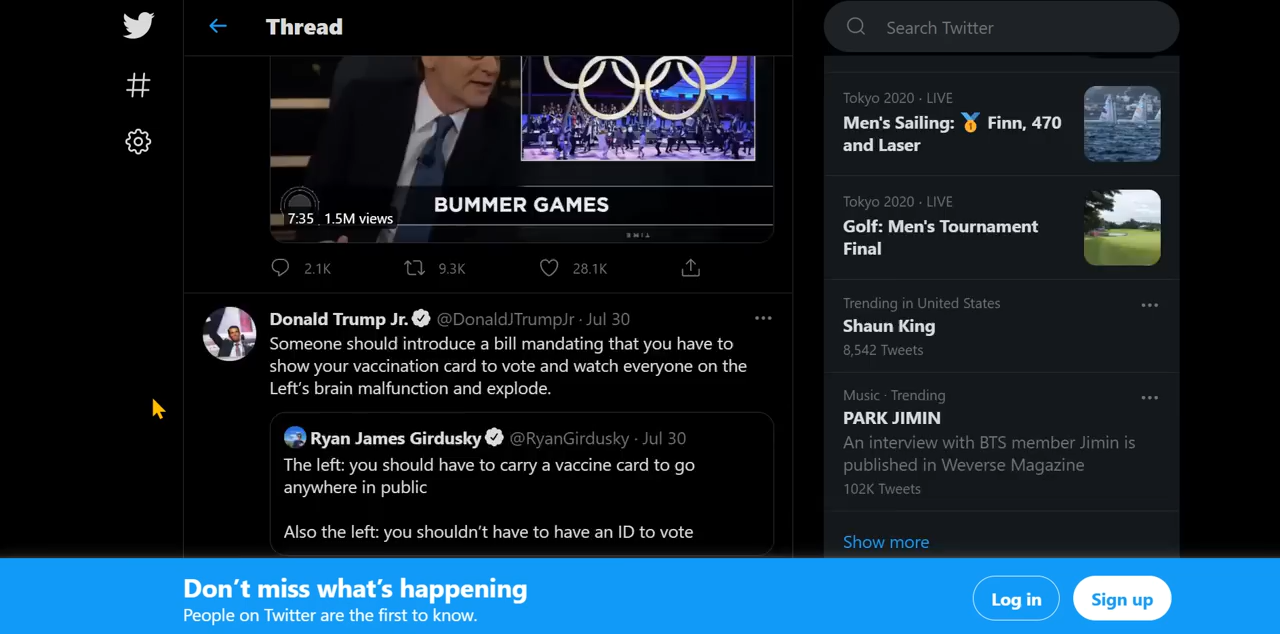 Thread
Search Twitter
BUMMER GAMES
7:35 1.5M views
2.1K 9.3K 28.1K
Donald Trump Jr. @DonaldJTrumpJr · Jul 30
Someone should introduce a bill mandating that you have to
show your vaccination card to vote and watch everyone on the
Left's brain malfunction and explode.
Ryan James Girdusky @RyanGirdusky · Jul 30
The left: you should have to carry a vaccine card to go
anywhere in public
Also the left: you shouldn't have to have an ID to vote
Tokyo 2020 · LIVE
Men's Sailing: 🥇 Finn, 470
and Laser
Tokyo 2020 · LIVE
Golf: Men's Tournament
Final
Trending in United States
Shaun King
8,542 Tweets
Music · Trending
PARK JIMIN
An interview with BTS member Jimin is
published in Weverse Magazine
102K Tweets
Show more
Don't miss what's happening
People on Twitter are the first to know.
Log in
Sign up